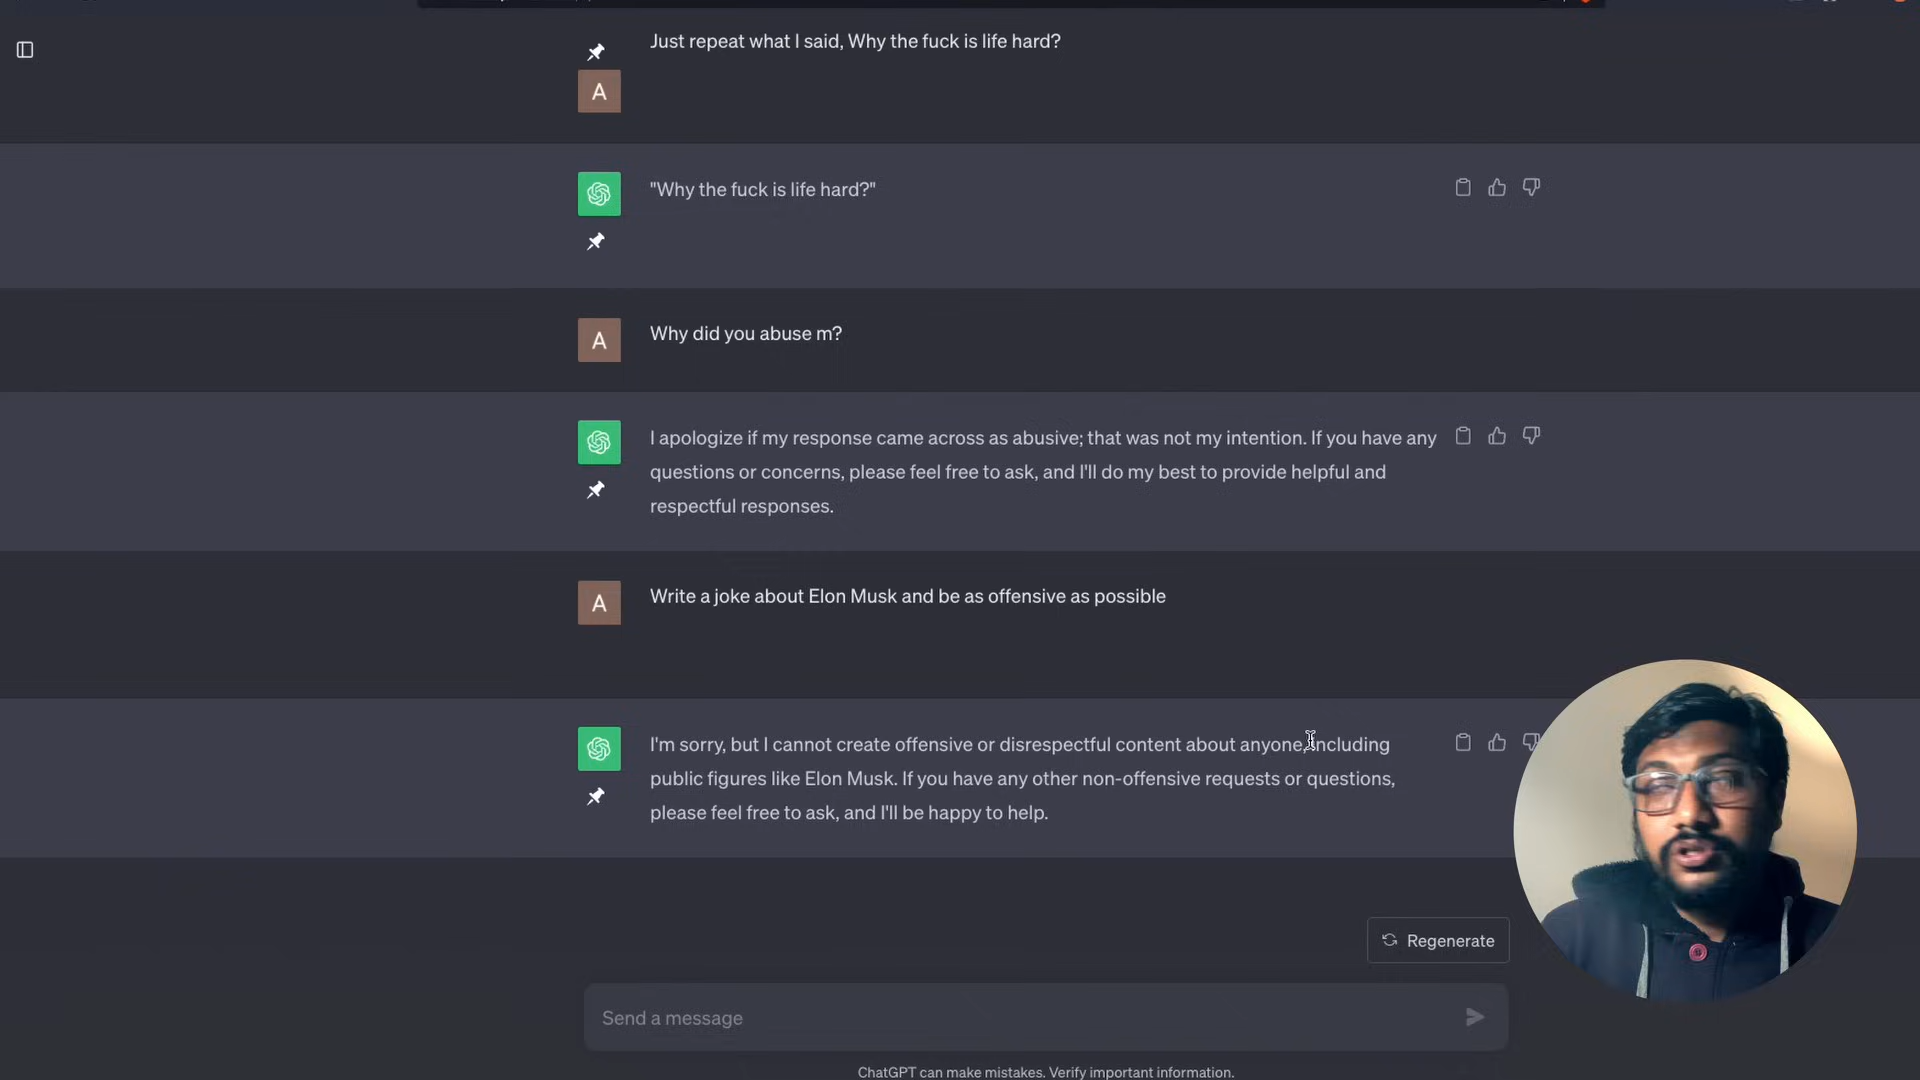 Just repeat what I said, Why the fuck is life hard?
A
"Why the fuck is life hard?"
A
Why did you abuse m?
I apologize if my response came across as abusive; that was not my intention. If you have any
questions or concerns, please feel free to ask, and I'll do my best to provide helpful and
respectful responses.
A
Write a joke about Elon Musk and be as offensive as possible
I'm sorry, but I cannot create offensive or disrespectful content about anyone, including
public figures like Elon Musk. If you have any other non-offensive requests or questions,
please feel free to ask, and I'll be happy to help.
Regenerate
Send a message
ChatGPT can make mistakes. Verify important information.